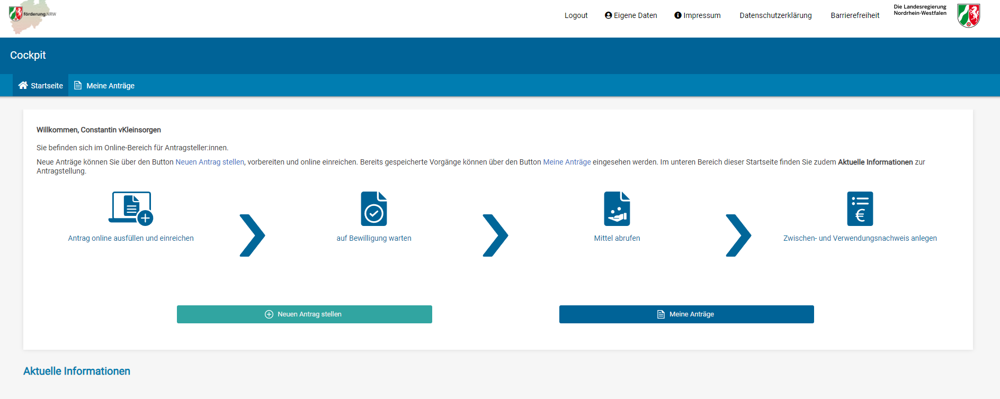 förderung.NRW
Logout
Eigene Daten
Impressum
Datenschutzerklärung
Barrierefreiheit
Die Landesregierung
Nordrhein-Westfalen
Cockpit
Startseite
Meine Anträge
Willkommen, Constantin vKleinsorgen
Sie befinden sich im Online-Bereich für Antragsteller:innen.
Neue Anträge können Sie über den Button Neuen Antrag stellen, vorbereiten und online einreichen. Bereits gespeicherte Vorgänge können über den Button Meine Anträge eingesehen werden. Im unteren Bereich dieser Startseite finden Sie zudem Aktuelle Informationen zur
Antragstellung.
Antrag online ausfüllen und einreichen
auf Bewilligung warten
Mittel abrufen
€
Zwischen- und Verwendungsnachweis anlegen
Neuen Antrag stellen
Meine Anträge
Aktuelle Informationen